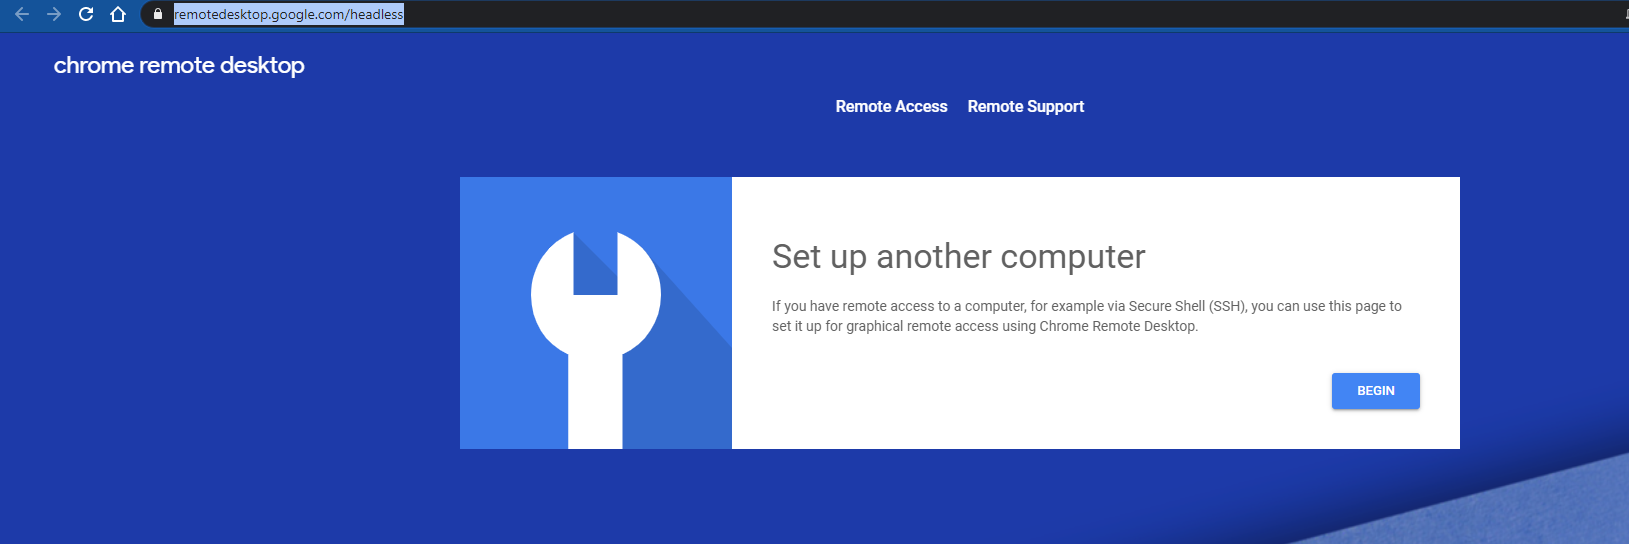 remotedesktop.google.com/headless
chrome remote desktop
Remote Access Remote Support
Set up another computer
If you have remote access to a computer, for example via Secure Shell (SSH), you can use this page to
set it up for graphical remote access using Chrome Remote Desktop.
BEGIN